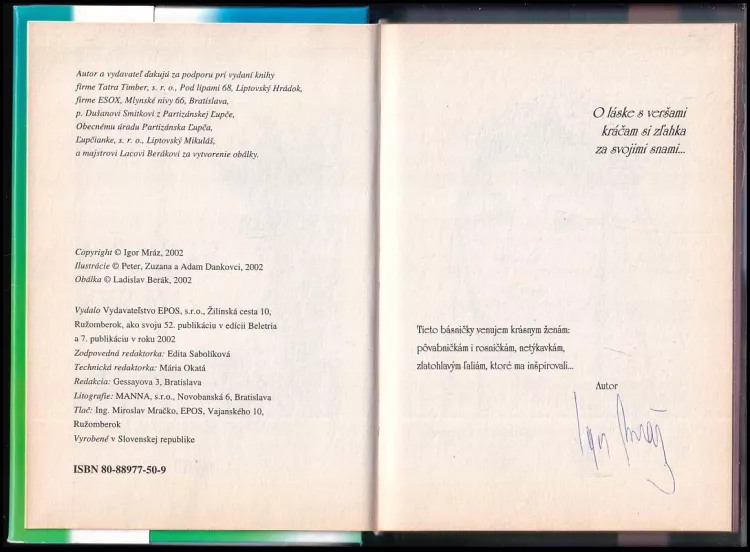 Autor a vydavateľ ďakujú za podporu pri vydaní knihy
firme Tatra Timber, s. r. o., Pod lipami 68, Liptovský Hrádok,
firme ESOX, Mlynské nivy 66, Bratislava,
p. Dušanovi Smitkovi z Partizánskej Ľupče,
Obecnému úradu Partizánska Ľupča,
Ľupčianke, s. r. o., Liptovský Mikuláš,
a majstrovi Lacovi Berákovi za vytvorenie obálky.
Copyright © Igor Mráz, 2002
Ilustrácie © Peter, Zuzana a Adam Dankovci, 2002
Obálka © Ladislav Berák, 2002
Vydalo Vydavateľstvo EPOS, s.r.o., Žilinská cesta 10,
Ružomberok, ako svoju 52. publikáciu v edícii Beletria
a 7. publikáciu v roku 2002
Zodpovedná redaktorka: Edita Sabolíková
Technická redaktorka: Mária Okatá
Redakcia: Gessayova 3, Bratislava
Litografie: MANNA, s.r.o., Novobanská 6, Bratislava
Tlač: Ing. Miroslav Mračko, EPOS, Vajanského 10,
Ružomberok
Vyrobené v Slovenskej republike
ISBN 80-88977-50-9
O láske s veršami
kráčam si zľahka
za svojimi snami...
Tieto básničky venujem krásnym ženám:
pôvabničkám i rosničkám, netýkavkám,
zlatohlavým ľaliám, ktoré ma inšpirovali...
Autor
Igor Mráz